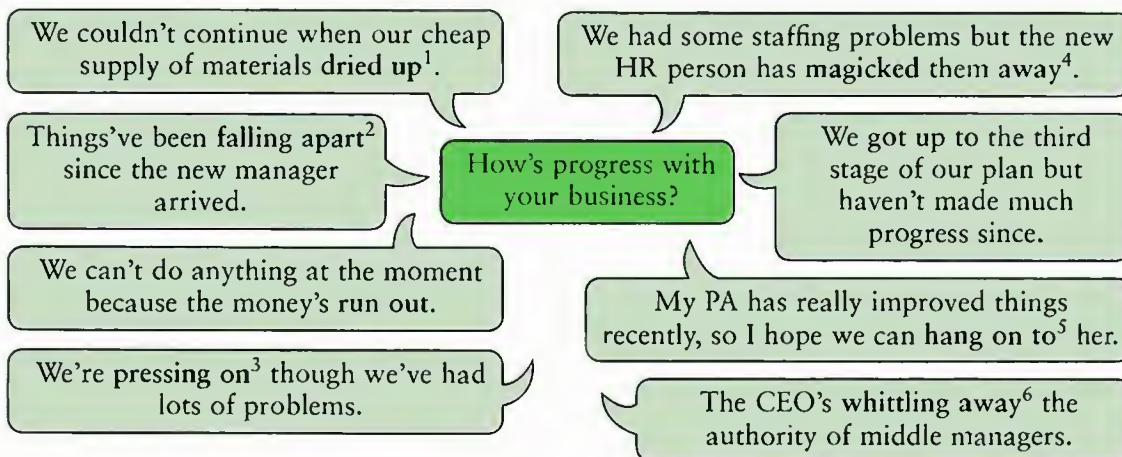 We couldn't continue when our cheap
supply of materials dried up¹.
Things've been falling apart²
since the new manager
arrived.
We can't do anything at the moment
because the money's run out.
We're pressing on³ though we've had
lots of problems.
How's progress with
your business?
We had some staffing problems but the new
HR person has magicked them away⁴.
We got up to the third
stage of our plan but
haven't made much
progress since.
My PA has really improved things
recently, so I hope we can hang on to⁵ her.
The CEO's whittling away⁶ the
authority of middle managers.